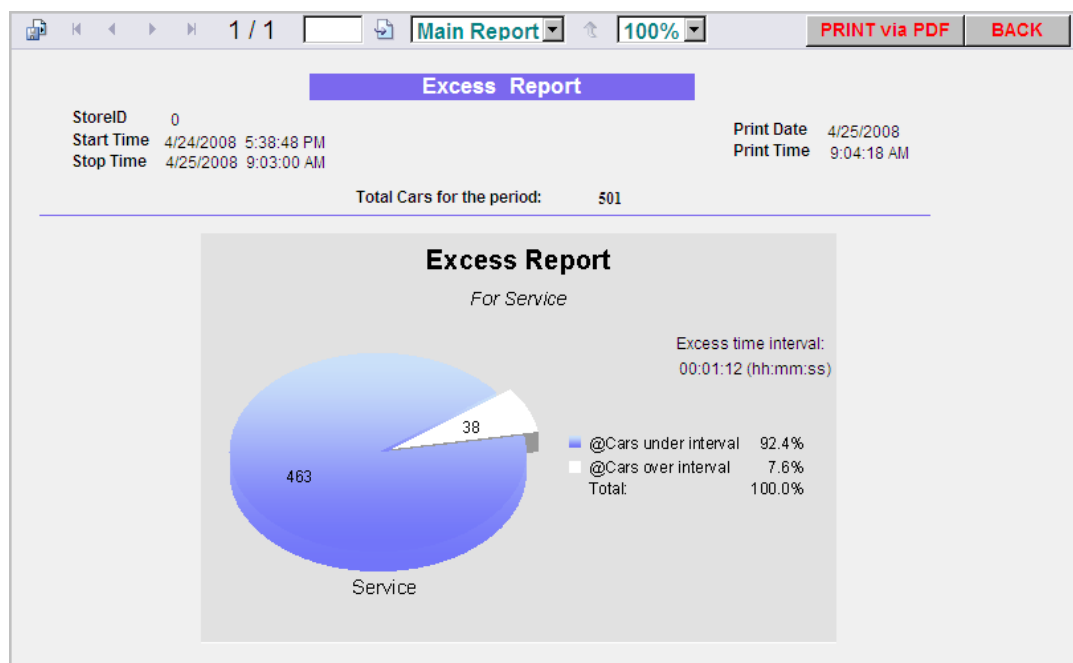 1 / 1 Main Report 100% PRINT via PDF BACK
Excess Report
StoreID 0
Start Time 4/24/2008 5:38:48 PM
Stop Time 4/25/2008 9:03:00 AM
Print Date 4/25/2008
Print Time 9:04:18 AM
Total Cars for the period: 501
Excess Report
For Service
Excess time interval:
00:01:12 (hh:mm:ss)
38
463
@Cars under interval 92.4%
@Cars over interval 7.6%
Total: 100.0%
Service